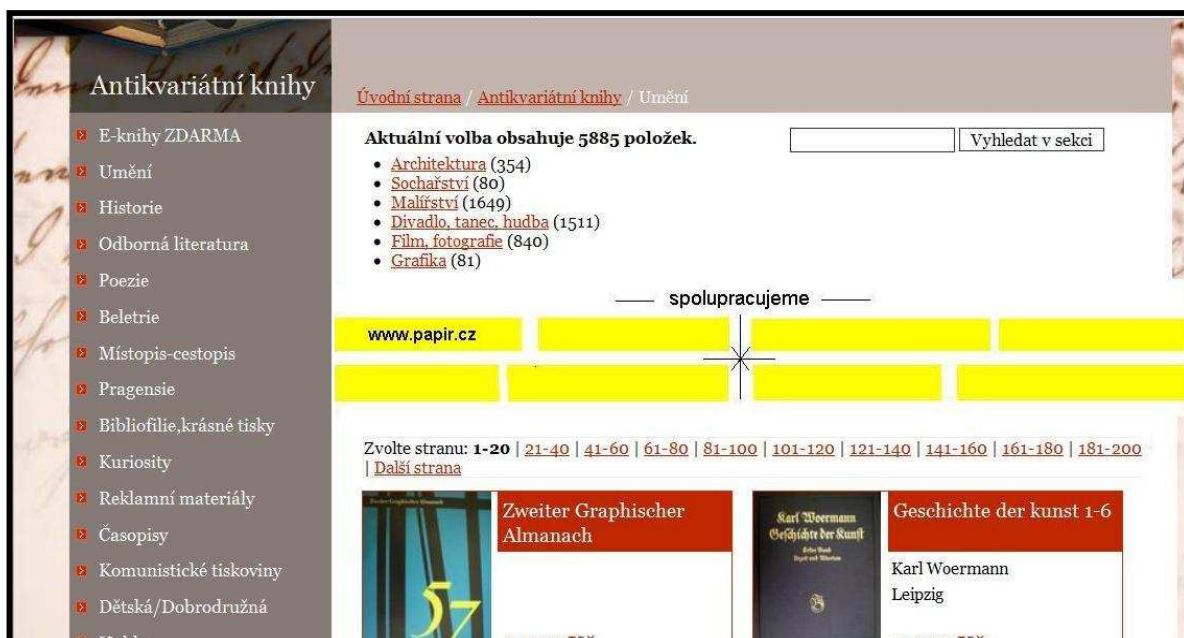 Antikvariátní knihy
E-knihy ZDARMA
Umění
Historie
Odborná literatura
Poezie
Beletrie
Místopis-cestopis
Pragensie
Bibliofilie,krásné tisky
Kuriosity
Reklamní materiály
Časopisy
Komunistické tiskoviny
Dětská/Dobrodružná
Úvodní strana / Antikvariátní knihy / Umění
Aktuální volba obsahuje 5885 položek.
Vyhledat v sekci
Architektura (354)
Sochařství (80)
Malířství (1649)
Divadlo, tanec, hudba (1511)
Film, fotografie (840)
Grafika (81)
spolupracujeme
www.papir.cz
Zvolte stranu: 1-20 | 21-40 | 41-60 | 61-80 | 81-100 | 101-120 | 121-140 | 141-160 | 161-180 | 181-200
| Další strana
57
Zweiter Graphischer
Almanach
Karl Woermann
Geschichte der Kunst
Geschichte der kunst 1-6
Karl Woermann
Leipzig